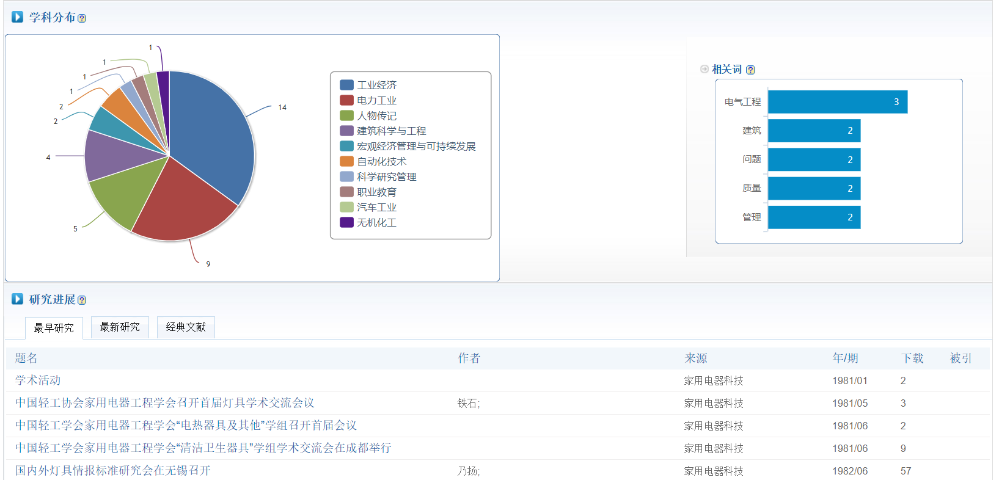 学科分布
14
9
5
4
2
2
1
1
1
1
1
工业经济
电力工业
人物传记
建筑科学与工程
宏观经济管理与可持续发展
自动化技术
科学研究管理
职业教育
汽车工业
无机化工
相关词
电气工程 3
建筑 2
问题 2
质量 2
管理 2
研究进展
最早研究 最新研究 经典文献
题名 作者 来源 年/期 下载 被引
学术活动 家用电器科技 1981/01 2
中国轻工协会家用电器工程学会召开首届灯具学术交流会议 铁石; 家用电器科技 1981/05 3
中国轻工学会家用电器工程学会“电热器具及其他”学组召开首届会议 家用电器科技 1981/06 2
中国轻工学会家用电器工程学会“清洁卫生器具”学组学术交流会在成都举行 家用电器科技 1981/06 9
国内外灯具情报标准研究会在无锡召开 乃扬; 家用电器科技 1982/06 57